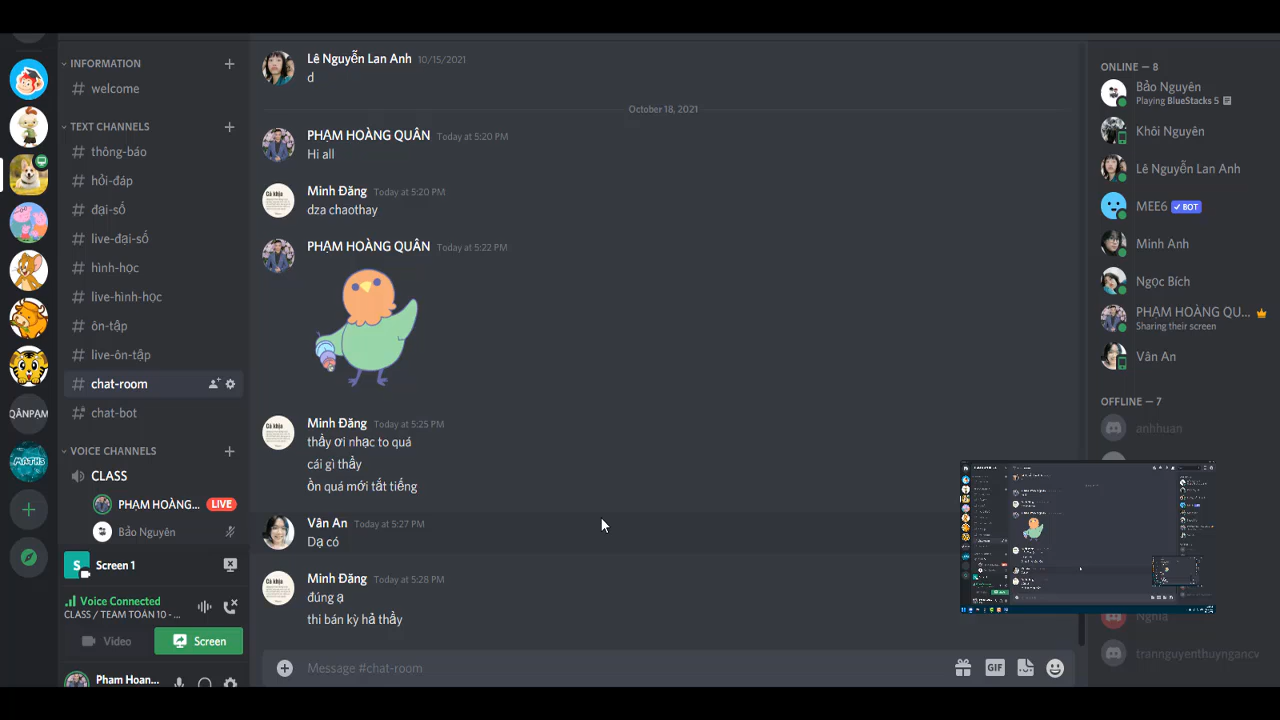 INFORMATION
# welcome
TEXT CHANNELS
# thông-báo
# hỏi-đáp
# đại-số
# live-đại-số
# hình-học
# live-hình-học
# ôn-tập
# live-ôn-tập
# chat-room
# chat-bot
QÂNPAM
MATHS
VOICE CHANNELS
CLASS
PHẠM HOÀNG... LIVE
Bảo Nguyên
S Screen 1
Voice Connected
CLASS / TEAM TOÁN 10 - ...
Video
Screen
Phạm Hoan...
Lê Nguyễn Lan Anh 10/15/2021
d
October 18, 2021
PHẠM HOÀNG QUÂN Today at 5:20 PM
Hi all
Minh Đăng Today at 5:20 PM
dza chaothay
PHẠM HOÀNG QUÂN Today at 5:22 PM
Minh Đăng Today at 5:25 PM
thầy ơi nhạc to quá
cái gì thầy
ồn quá mới tắt tiếng
Vân An Today at 5:27 PM
Dạ có
Minh Đăng Today at 5:28 PM
đúng ạ
thi bán kỳ hả thầy
Message #chat-room
GIF
ONLINE — 8
Bảo Nguyên
Playing BlueStacks 5
Khôi Nguyên
Lê Nguyễn Lan Anh
MEE6 BOT
Minh Anh
Ngọc Bích
PHẠM HOÀNG QU...
Sharing their screen
Vân An
OFFLINE — 7
anhhuan
Nghĩa
trannguyenthuyngancv